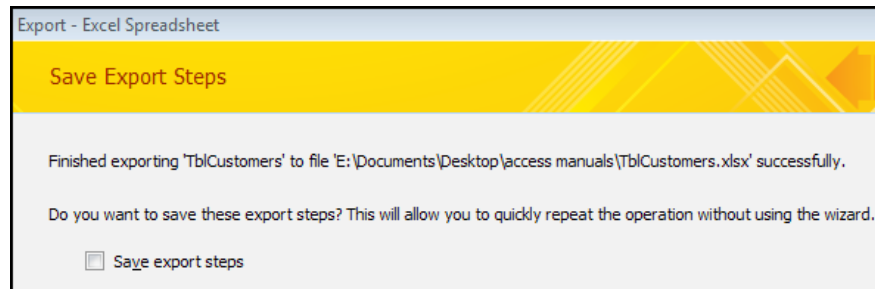 Export - Excel Spreadsheet
Save Export Steps
Finished exporting 'TblCustomers' to file 'E:\Documents\Desktop\access manuals\TblCustomers.xlsx' successfully.
Do you want to save these export steps? This will allow you to quickly repeat the operation without using the wizard.
Save export steps